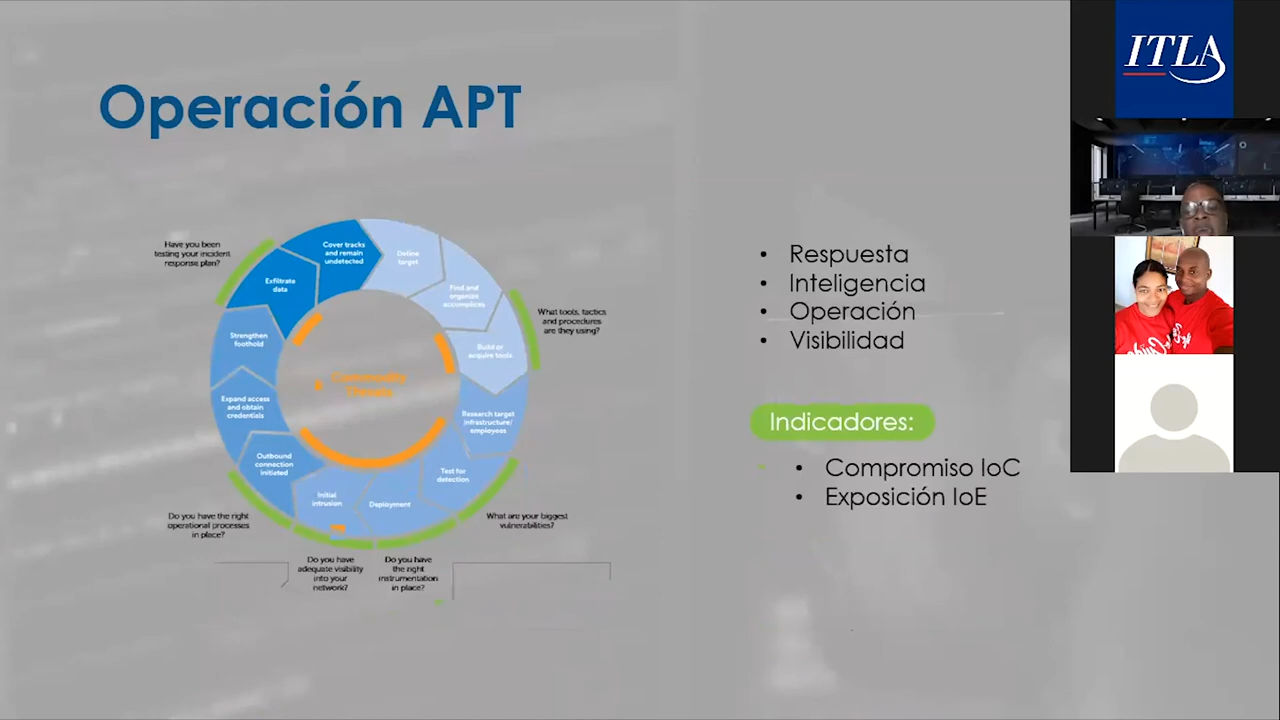 Operación APT
ITLA
Have you been
testing your incident
response plan?
Cover tracks
and remain
undetected
Define
target
Exfiltrate
data
Find and
organize
accomplices
What tools, tactics
and procedures
are they using?
Strengthen
foothold
Build or
acquire tools
Expand access
and obtain
credentials
Research target
infrastructure/
employees
Outbound
connection
initiated
Test for
detection
Initial
intrusion
Deployment
Do you have the right
operational processes
in place?
What are your biggest
vulnerabilities?
Do you have
adequate visibility
into your
network?
Do you have
the right
instrumentation
in place?
• Respuesta
• Inteligencia
• Operación
• Visibilidad
Indicadores:
• Compromiso IoC
• Exposición IoE